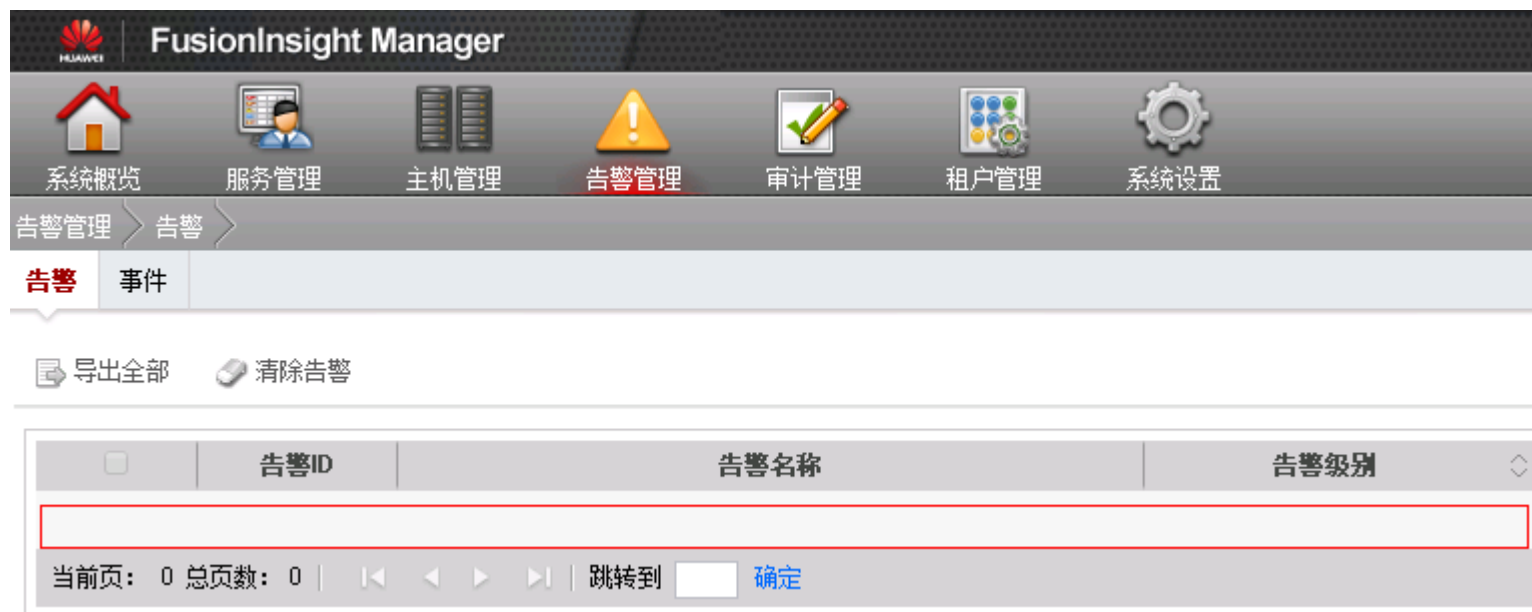 HUAWEI FusionInsight Manager
系统概览 服务管理 主机管理 告警管理 审计管理 租户管理 系统设置
告警管理 告警
告警 事件
导出全部 清除告警
告警ID 告警名称 告警级别
当前页： 0 总页数： 0 跳转到 确定